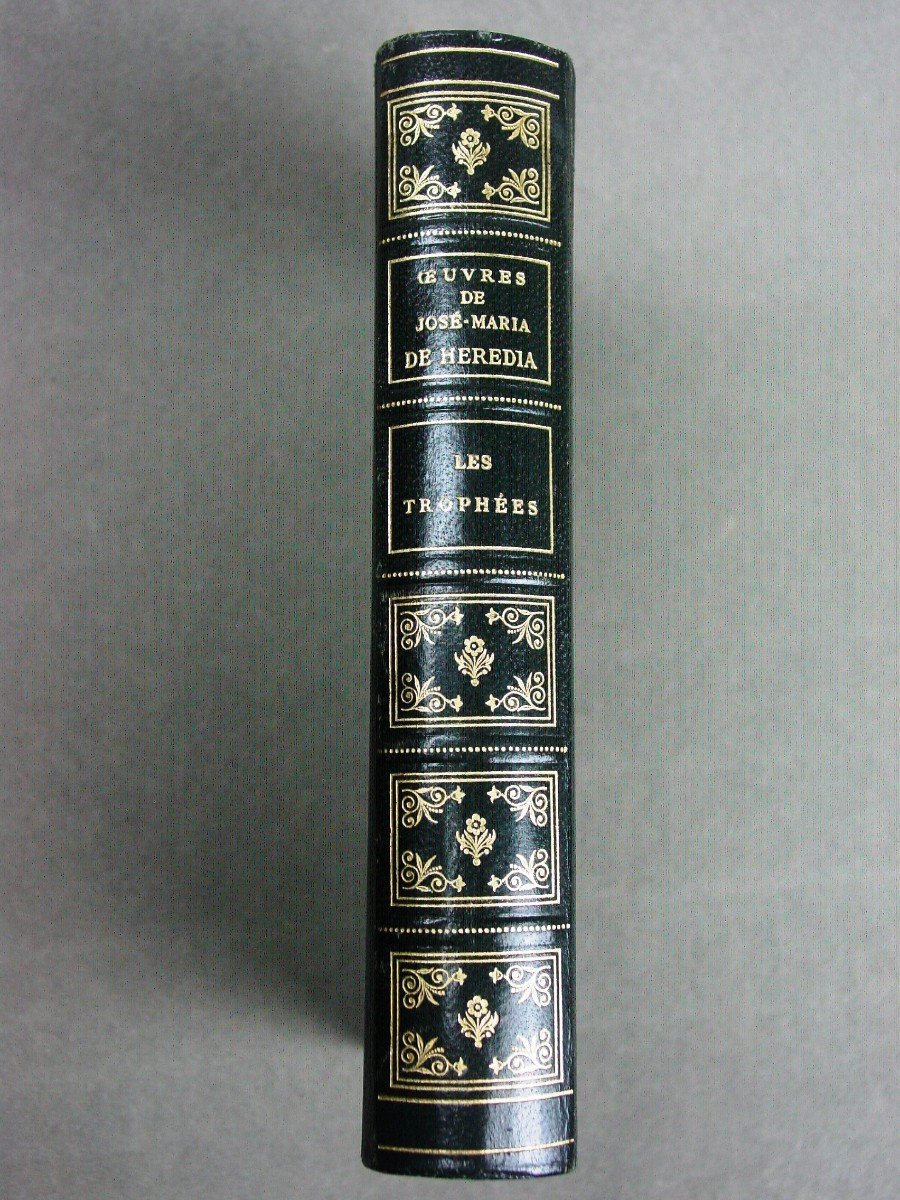 ŒUVRES
DE
JOSÉ-MARIA
DE HEREDIA
LES
TROPHÉES